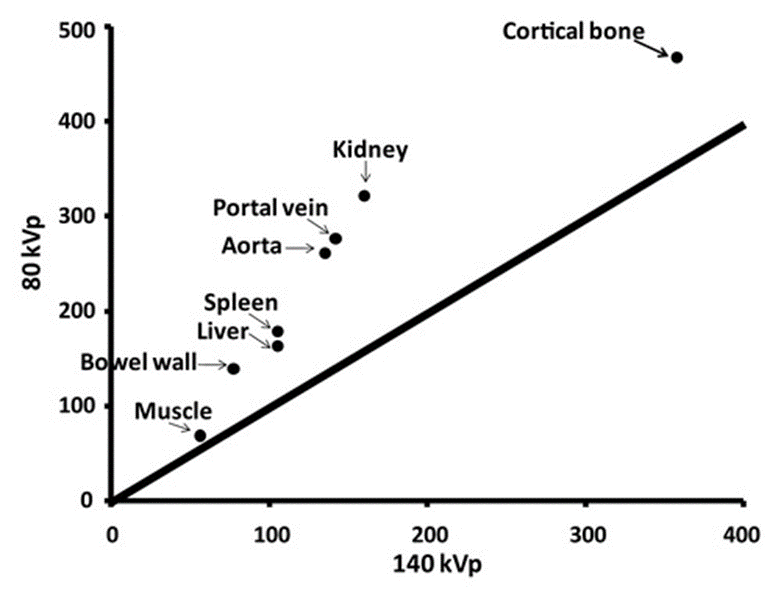 500
Cortical bone
400
Kidney
300
Portal vein
Aorta
80 kVp
200
Spleen
Liver
Bowel wall
100
Muscle
0
0 100 200 300 400
140 kVp